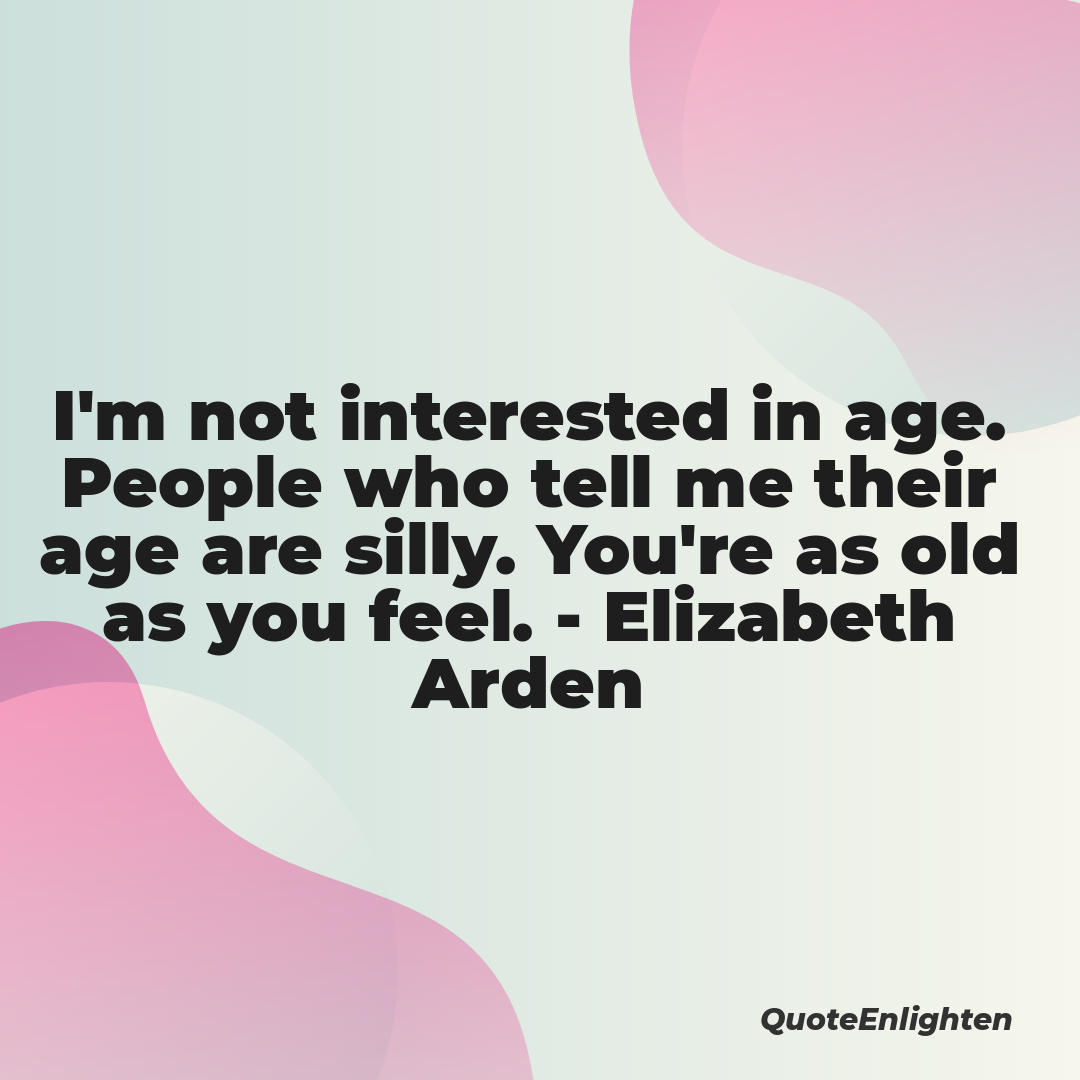 I'm not interested in age.
People who tell me their
age are silly. You're as old
as you feel. - Elizabeth
Arden
QuoteEnlighten